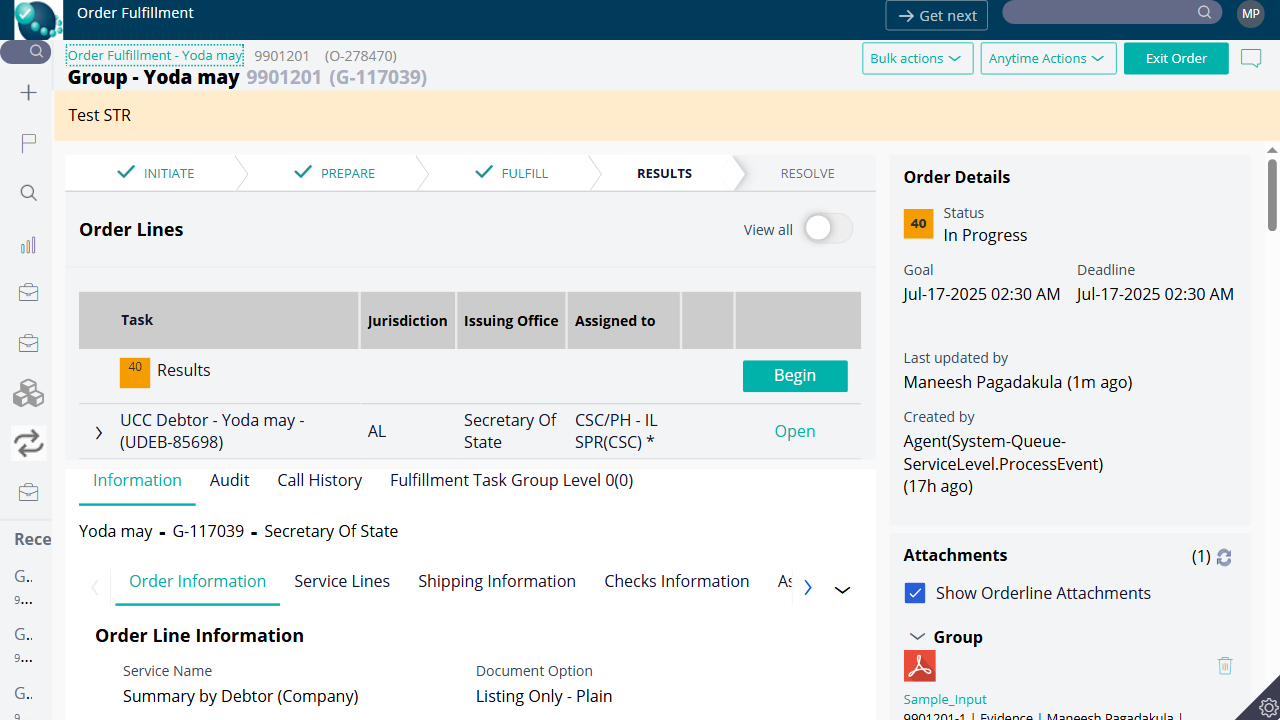 Order Fulfillment
Get next
MP
Order Fulfillment - Yoda may 9901201 (O-278470)
Group - Yoda may 9901201 (G-117039)
Bulk actions
Anytime Actions
Exit Order
Test STR
INITIATE
PREPARE
FULFILL
RESULTS
RESOLVE
Order Lines
View all
Task Jurisdiction Issuing Office Assigned to
40 Results
Begin
UCC Debtor - Yoda may -
(UDEB-85698)
AL
Secretary Of
State
CSC/PH - IL
SPR(CSC) *
Open
Information Audit Call History Fulfillment Task Group Level 0(0)
Yoda may - G-117039 - Secretary Of State
Order Information Service Lines Shipping Information Checks Information As
Order Line Information
Service Name
Summary by Debtor (Company)
Document Option
Listing Only - Plain
Order Details
40
Status
In Progress
Goal
Jul-17-2025 02:30 AM
Deadline
Jul-17-2025 02:30 AM
Last updated by
Maneesh Pagadakula (1m ago)
Created by
Agent(System-Queue-
ServiceLevel.ProcessEvent)
(17h ago)
Attachments
(1)
Show Orderline Attachments
Group
Sample_Input
9901201-1 | Evidence | Maneesh Pagadakula |
Rece
G..
9...
G..
9...
G..
9